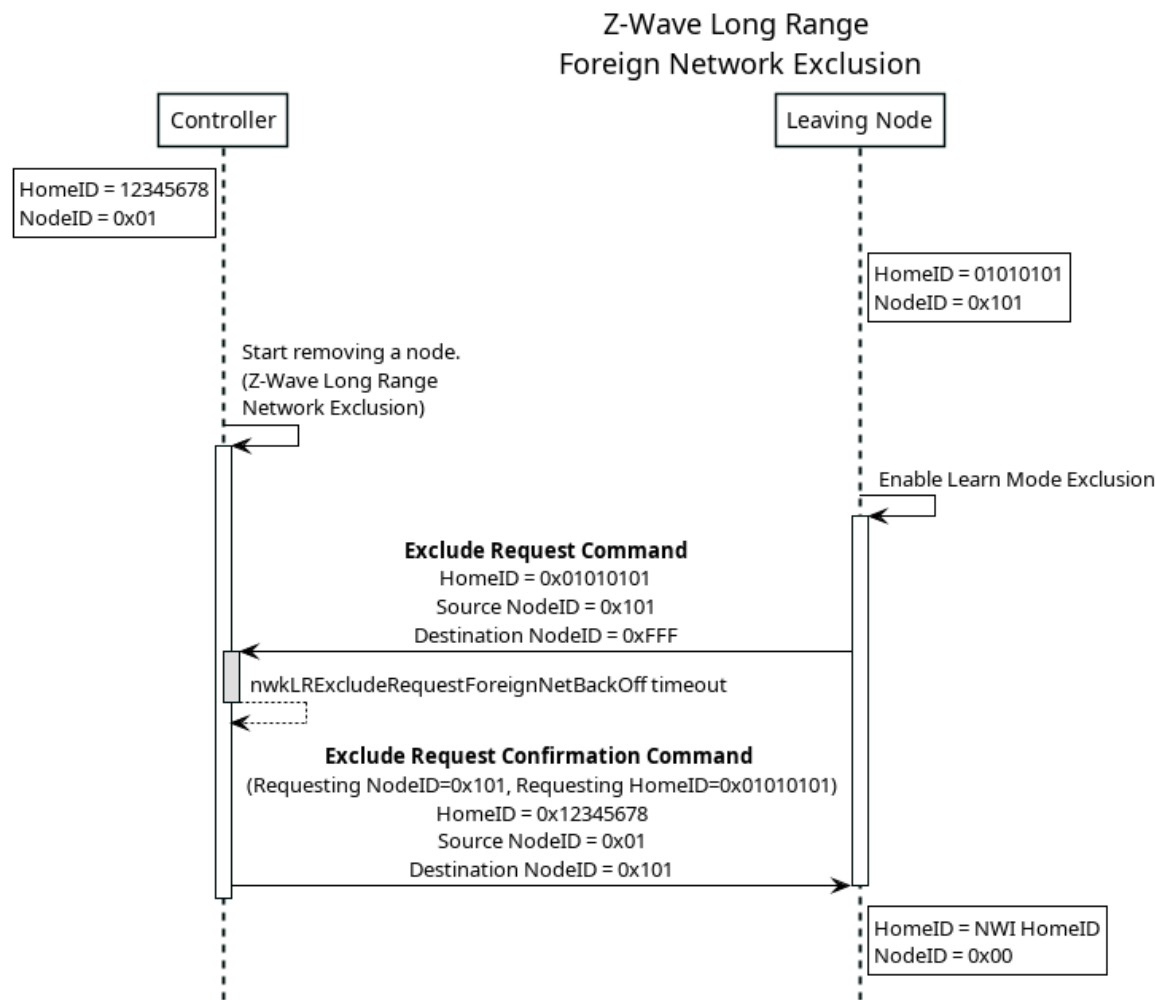 Z-Wave Long Range
Foreign Network Exclusion
Controller
Leaving Node
HomeID = 12345678
NodeID = 0x01
HomeID = 01010101
NodeID = 0x101
Start removing a node.
(Z-Wave Long Range
Network Exclusion)
Enable Learn Mode Exclusion
Exclude Request Command
HomeID = 0x01010101
Source NodeID = 0x101
Destination NodeID = 0xFFF
nwkLRExcludeRequestForeignNetBackOff timeout
Exclude Request Confirmation Command
(Requesting NodeID=0x101, Requesting HomeID=0x01010101)
HomeID = 0x12345678
Source NodeID = 0x01
Destination NodeID = 0x101
HomeID = NWI HomeID
NodeID = 0x00